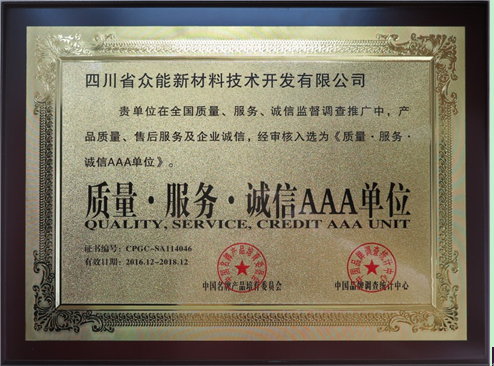 四川省众能新材料技术开发有限公司
贵单位在全国质量、服务、诚信监督调查推广中，产
品质量、售后服务及企业诚信，经审核入选为《质量·服务·
诚信AAA单位》。
质量·服务·诚信AAA单位
QUALITY, SERVICE, CREDIT AAA UNIT
证书编号：CPGC-SA114046
有效日期：2016.12-2018.12
中国名牌产品培育委员会
中国品牌调查统计中心